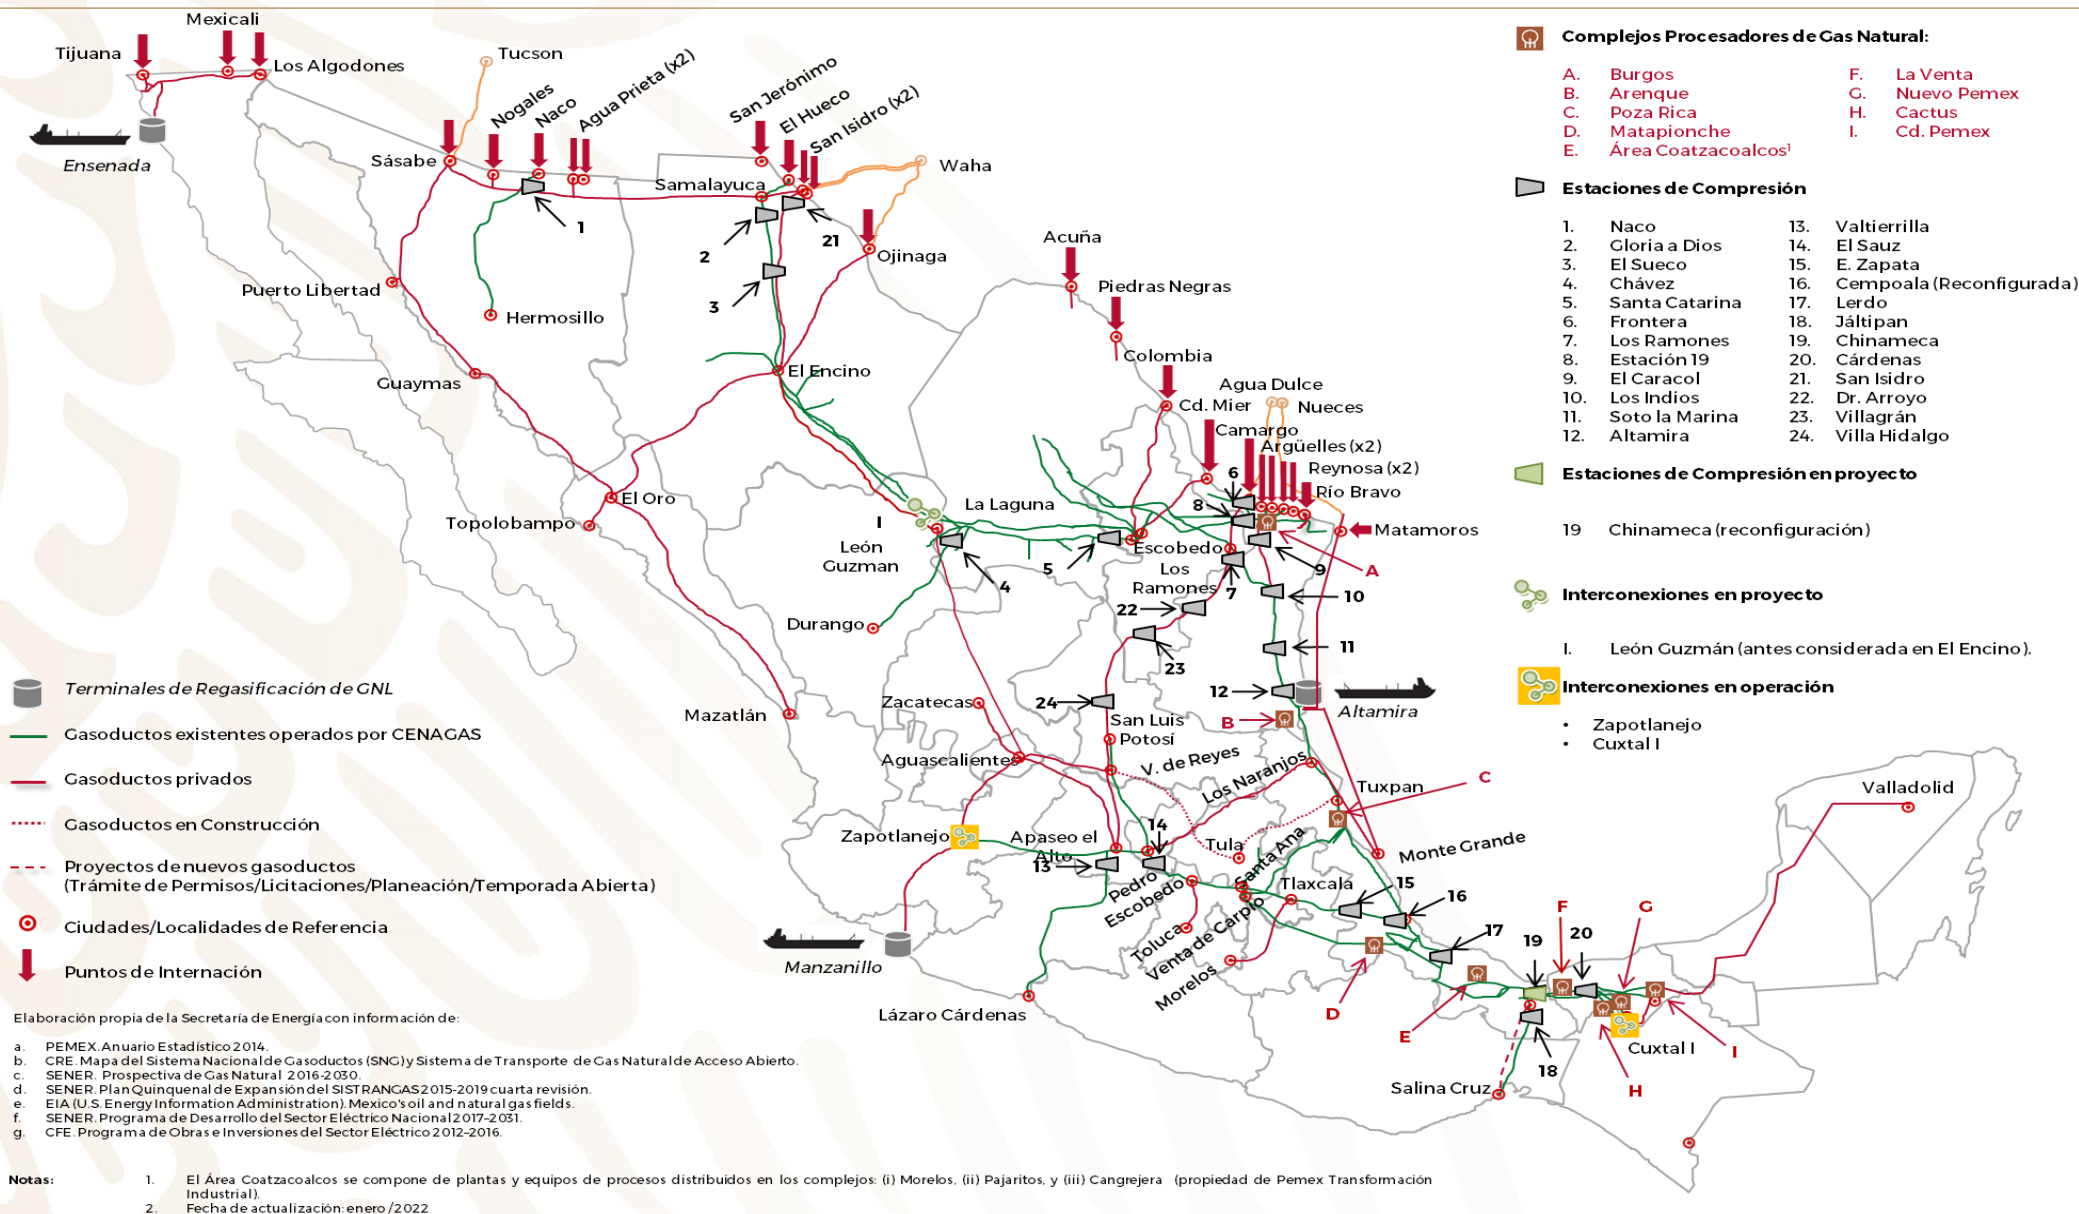 Mexicali
Tijuana
Los Algodones
Tucson
Nogales
Naco
Agua Prieta (x2)
San Jerónimo
El Hueco
San Isidro (x2)
Ensenada
Sásabe
Samalayuca
Waha
1
2
21
3
Ojinaga
Acuña
Puerto Libertad
Hermosillo
Piedras Negras
Colombia
Guaymas
El Encino
Agua Dulce
Cd. Mier
Nueces
Camargo
Argüelles (x2)
6
Reynosa (x2)
Río Bravo
El Oro
La Laguna
8
Topolobampo
I
Matamoros
León
Guzman
Escobedo
5
4
Los
Ramones
9
A
7
10
22
Durango
11
23
Zacatecas
24
12
Altamira
Mazatlán
San Luis
Potosí
B
Aguascalientes
V. de Reyes
Los Naranjos
Tuxpan
C
Valladolid
Zapotlanejo
Apaseo el
Alto
14
13
Tula
Santa Ana
Monte Grande
Pedro
Escobedo
Tlaxcala
15
16
Toluca
Venta de Carpio
Morelos
17
F
G
19
20
Manzanillo
D
Lázaro Cárdenas
E
Cuxtal I
I
18
H
Salina Cruz
Complejos Procesadores de Gas Natural:
A. Burgos F. La Venta
B. Arenque G. Nuevo Pemex
C. Poza Rica H. Cactus
D. Matapionche I. Cd. Pemex
E. Área Coatzacoalcos¹
Estaciones de Compresión
1. Naco 13. Valtierrilla
2. Gloria a Dios 14. El Sauz
3. El Sueco 15. E. Zapata
4. Chávez 16. Cempoala (Reconfigurada)
5. Santa Catarina 17. Lerdo
6. Frontera 18. Jáltipan
7. Los Ramones 19. Chinameca
8. Estación 19 20. Cárdenas
9. El Caracol 21. San Isidro
10. Los Indios 22. Dr. Arroyo
11. Soto la Marina 23. Villagrán
12. Altamira 24. Villa Hidalgo
Estaciones de Compresión en proyecto
19 Chinameca (reconfiguración)
Interconexiones en proyecto
I. León Guzmán (antes considerada en El Encino).
Interconexiones en operación
• Zapotlanejo
• Cuxtal I
Terminales de Regasificación de GNL
Gasoductos existentes operados por CENAGAS
Gasoductos privados
Gasoductos en Construcción
Proyectos de nuevos gasoductos
(Trámite de Permisos/Licitaciones/Planeación/Temporada Abierta)
Ciudades/Localidades de Referencia
Puntos de Internación
Elaboración propia de la Secretaría de Energía con información de:
a. PEMEX. Anuario Estadístico 2014.
b. CRE. Mapa del Sistema Nacional de Gasoductos (SNG) y Sistema de Transporte de Gas Natural de Acceso Abierto.
c. SENER. Prospectiva de Gas Natural 2016-2030.
d. SENER. Plan Quinquenal de Expansión del SISTRANGAS 2015-2019 cuarta revisión.
e. EIA (U.S. Energy Information Administration). Mexico's oil and natural gas fields.
f. SENER. Programa de Desarrollo del Sector Eléctrico Nacional 2017–2031.
g. CFE. Programa de Obras e Inversiones del Sector Eléctrico 2012–2016.
Notas: 1. El Área Coatzacoalcos se compone de plantas y equipos de procesos distribuidos en los complejos: (i) Morelos, (ii) Pajaritos, y (iii) Cangrejera (propiedad de Pemex Transformación
Industrial).
2. Fecha de actualización: enero /2022